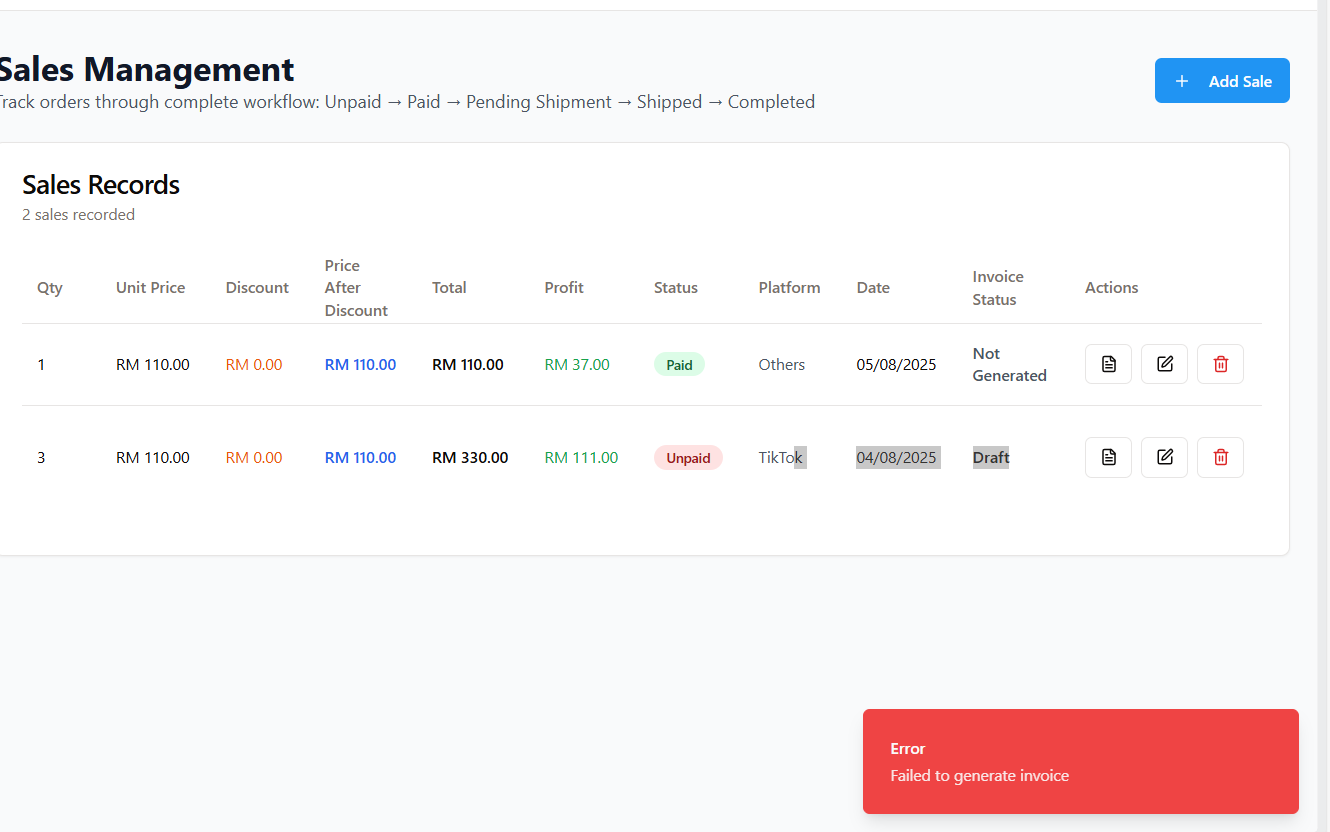 Sales Management
Track orders through complete workflow: Unpaid → Paid → Pending Shipment → Shipped → Completed
+ Add Sale
Sales Records
2 sales recorded
Qty Unit Price Discount Price After Discount Total Profit Status Platform Date Invoice Status Actions
1 RM 110.00 RM 0.00 RM 110.00 RM 110.00 RM 37.00 Paid Others 05/08/2025 Not Generated
3 RM 110.00 RM 0.00 RM 110.00 RM 330.00 RM 111.00 Unpaid TikTok 04/08/2025 Draft
Error
Failed to generate invoice